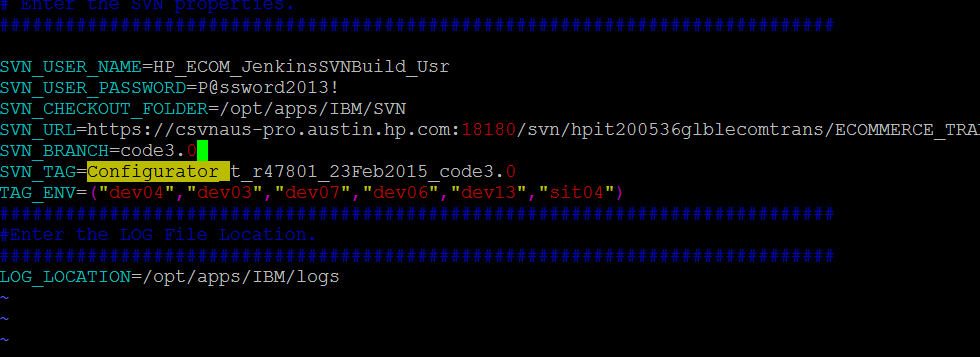 # Enter the SVN properties.
###########################################################################
SVN_USER_NAME=HP_ECOM_JenkinsSVNBuild_Usr
SVN_USER_PASSWORD=P@ssword2013!
SVN_CHECKOUT_FOLDER=/opt/apps/IBM/SVN
SVN_URL=https://csvnaus-pro.austin.hp.com:18180/svn/hpit200536glblecomtrans/ECOMMERCE_TRA
SVN_BRANCH=code3.0
SVN_TAG=Configurator_t_r47801_23Feb2015_code3.0
TAG_ENV=("dev04","dev03","dev07","dev06","dev13","sit04")
###########################################################################
#Enter the LOG File Location.
###########################################################################
LOG_LOCATION=/opt/apps/IBM/logs
~
~
~